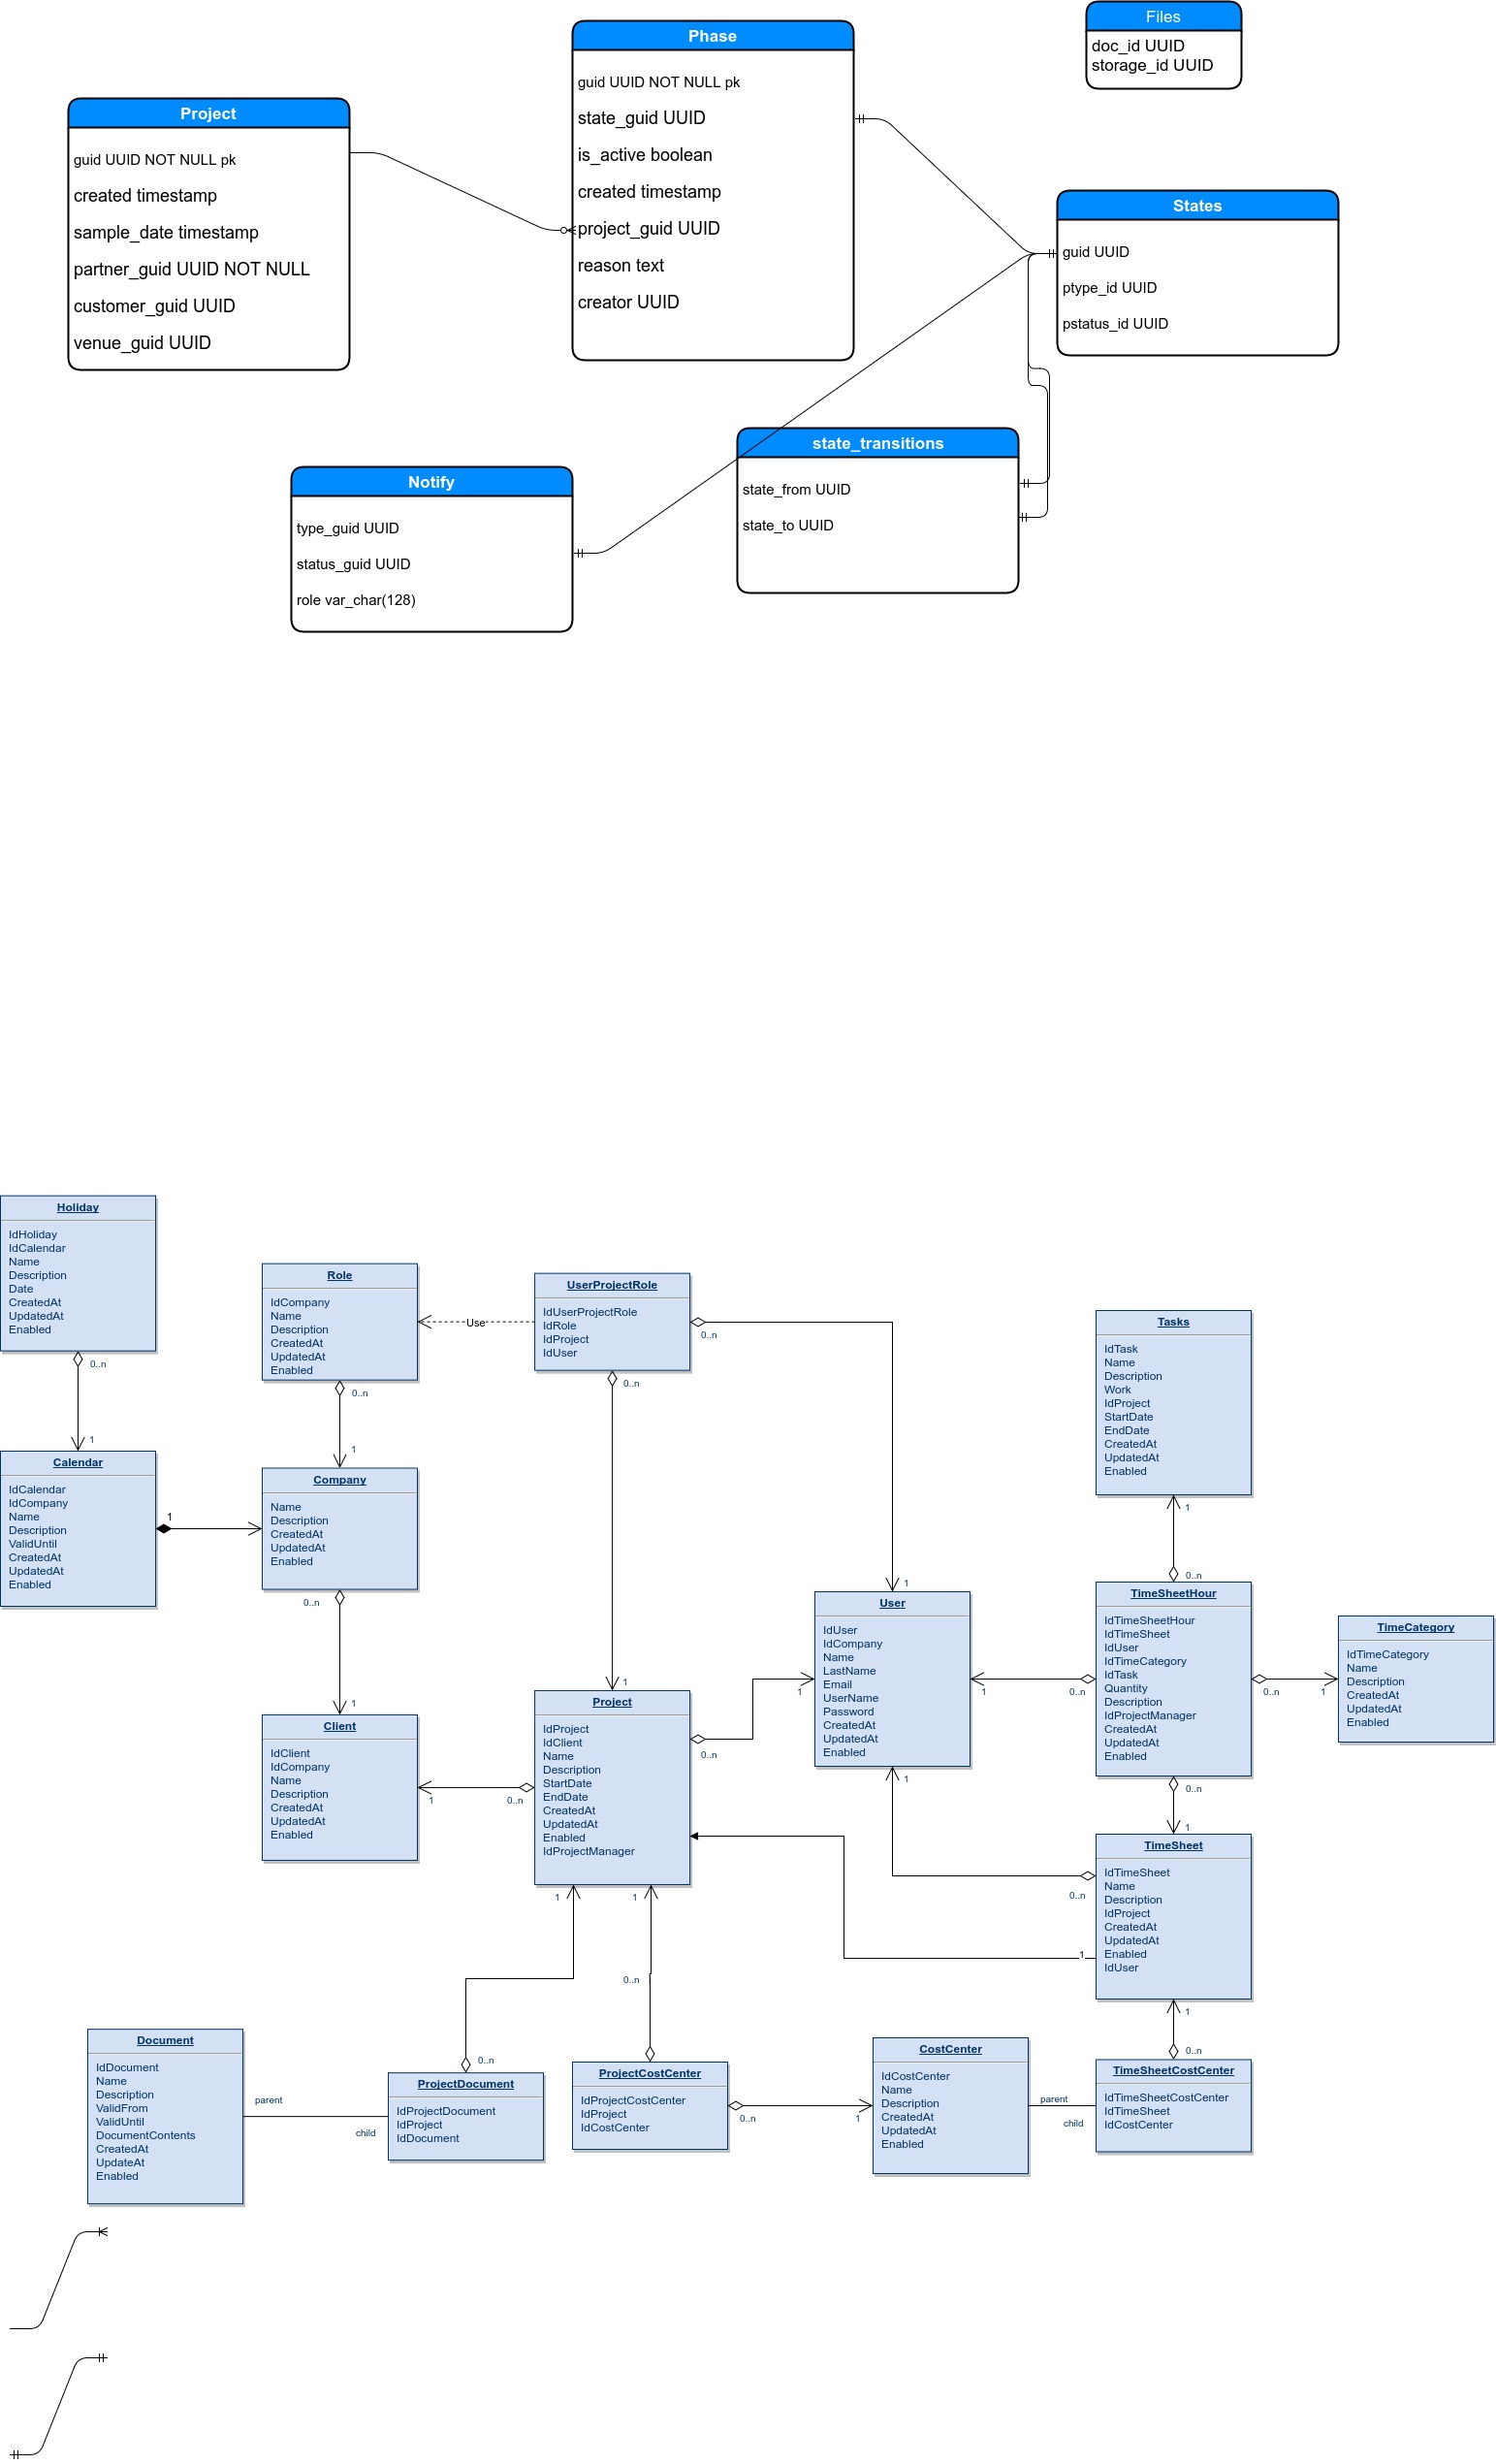 Files
doc_id UUID
storage_id UUID
Phase
guid UUID NOT NULL pk
state_guid UUID
is_active boolean
created timestamp
project_guid UUID
reason text
creator UUID
Project
guid UUID NOT NULL pk
created timestamp
sample_date timestamp
partner_guid UUID NOT NULL
customer_guid UUID
venue_guid UUID
States
guid UUID
ptype_id UUID
pstatus_id UUID
state_transitions
state_from UUID
state_to UUID
Notify
type_guid UUID
status_guid UUID
role var_char(128)
Holiday
IdHoliday
IdCalendar
Name
Description
Date
CreatedAt
UpdatedAt
Enabled
0..n
1
Calendar
IdCalendar
IdCompany
Name
Description
ValidUntil
CreatedAt
UpdatedAt
Enabled
1
Role
IdCompany
Name
Description
CreatedAt
UpdatedAt
Enabled
0..n
1
Use
Company
Name
Description
CreatedAt
UpdatedAt
Enabled
0..n
1
Client
IdClient
IdCompany
Name
Description
CreatedAt
UpdatedAt
Enabled
1
0..n
UserProjectRole
IdUserProjectRole
IdRole
IdProject
IdUser
0..n
0..n
1
1
Project
IdProject
IdClient
Name
Description
StartDate
EndDate
CreatedAt
UpdatedAt
Enabled
IdProjectManager
0..n
1
1
1
User
IdUser
IdCompany
Name
LastName
Email
UserName
Password
CreatedAt
UpdatedAt
Enabled
1
1
0..n
Tasks
IdTask
Name
Description
Work
IdProject
StartDate
EndDate
CreatedAt
UpdatedAt
Enabled
1
0..n
TimeSheetHour
IdTimeSheetHour
IdTimeSheet
IdUser
IdTimeCategory
IdTask
Quantity
Description
IdProjectManager
CreatedAt
UpdatedAt
Enabled
0..n
1
0..n
1
TimeCategory
IdTimeCategory
Name
Description
CreatedAt
UpdatedAt
Enabled
TimeSheet
IdTimeSheet
Name
Description
IdProject
CreatedAt
UpdatedAt
Enabled
IdUser
0..n
1
1
0..n
Document
IdDocument
Name
Description
ValidFrom
ValidUntil
DocumentContents
CreatedAt
UpdateAt
Enabled
parent
child
0..n
ProjectDocument
IdProjectDocument
IdProject
IdDocument
0..n
ProjectCostCenter
IdProjectCostCenter
IdProject
IdCostCenter
0..n
1
CostCenter
IdCostCenter
Name
Description
CreatedAt
UpdatedAt
Enabled
parent
child
TimeSheetCostCenter
IdTimeSheetCostCenter
IdTimeSheet
IdCostCenter